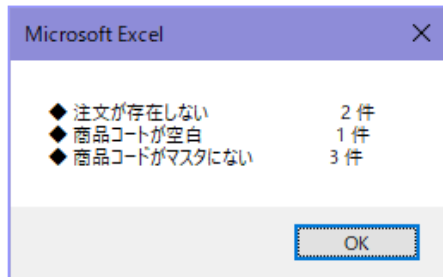 Microsoft Excel
◆ 注文が存在しない 2 件
◆ 商品コートが空白 1 件
◆ 商品コードがマスタにない 3 件
OK